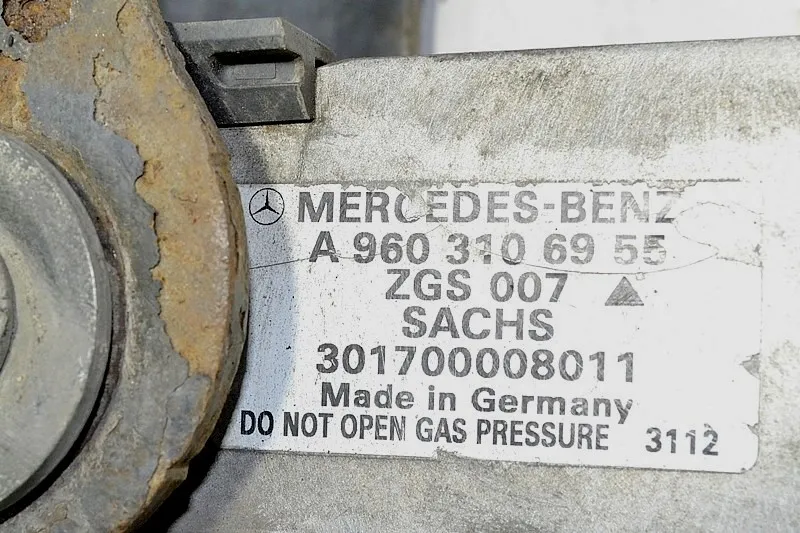 MERCEDES-BENZ
A 960 310 69 55
ZGS 007
SACHS
301700008011
Made in Germany
DO NOT OPEN GAS PRESSURE 3112